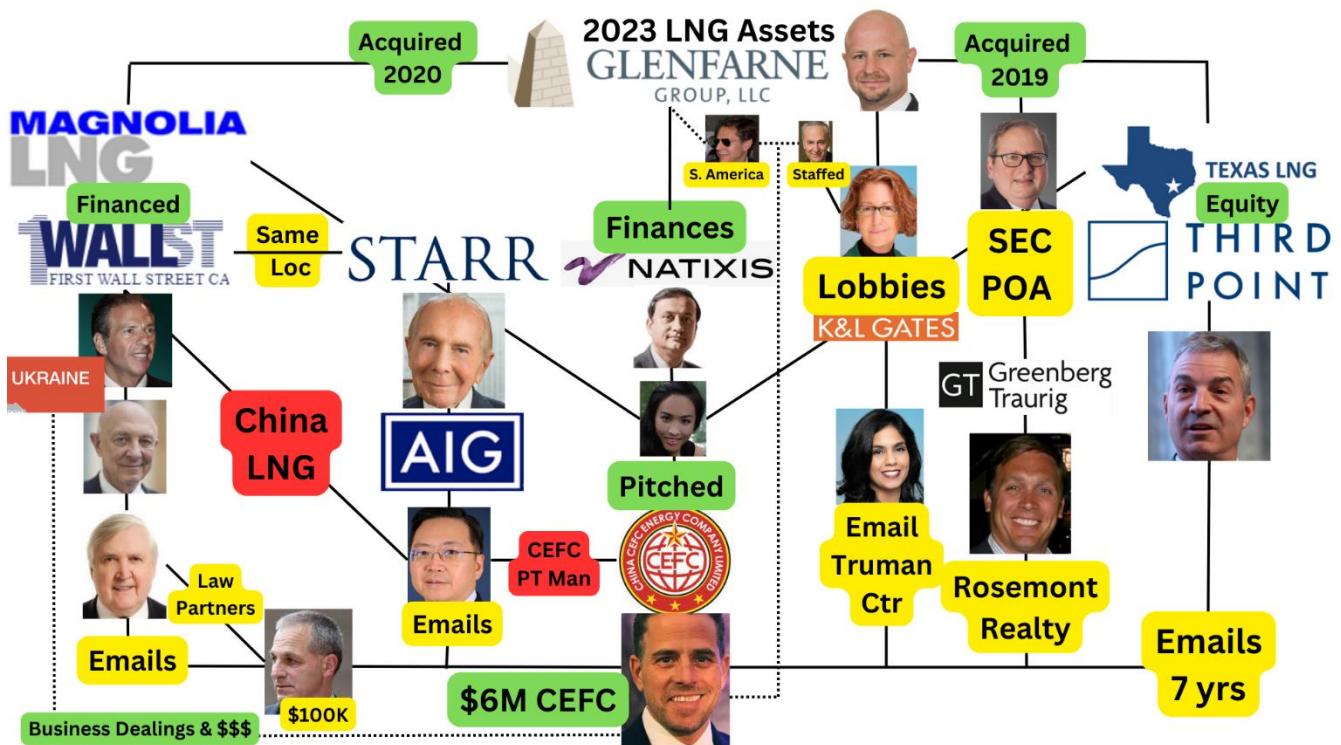 Acquired
2020
2023 LNG Assets
GLENFARNE
GROUP, LLC
Acquired
2019
MAGNOLIA
LNG
Financed
1WALLST
FIRST WALL STREET CA
Same
Loc
STARR
S. America
Staffed
Finances
NATIXIS
Lobbies
K&L GATES
SEC
POA
TEXAS LNG
Equity
THIRD
POINT
UKRAINE
China
LNG
AIG
Pitched
GT Greenberg
Traurig
CEFC
PT Man
CHINA CEFC ENERGY COMPANY LIMITED
CEFC
Email
Truman
Ctr
Rosemont
Realty
Law
Partners
Emails
Emails
Emails
7 yrs
$100K
$6M CEFC
Business Dealings & $$$